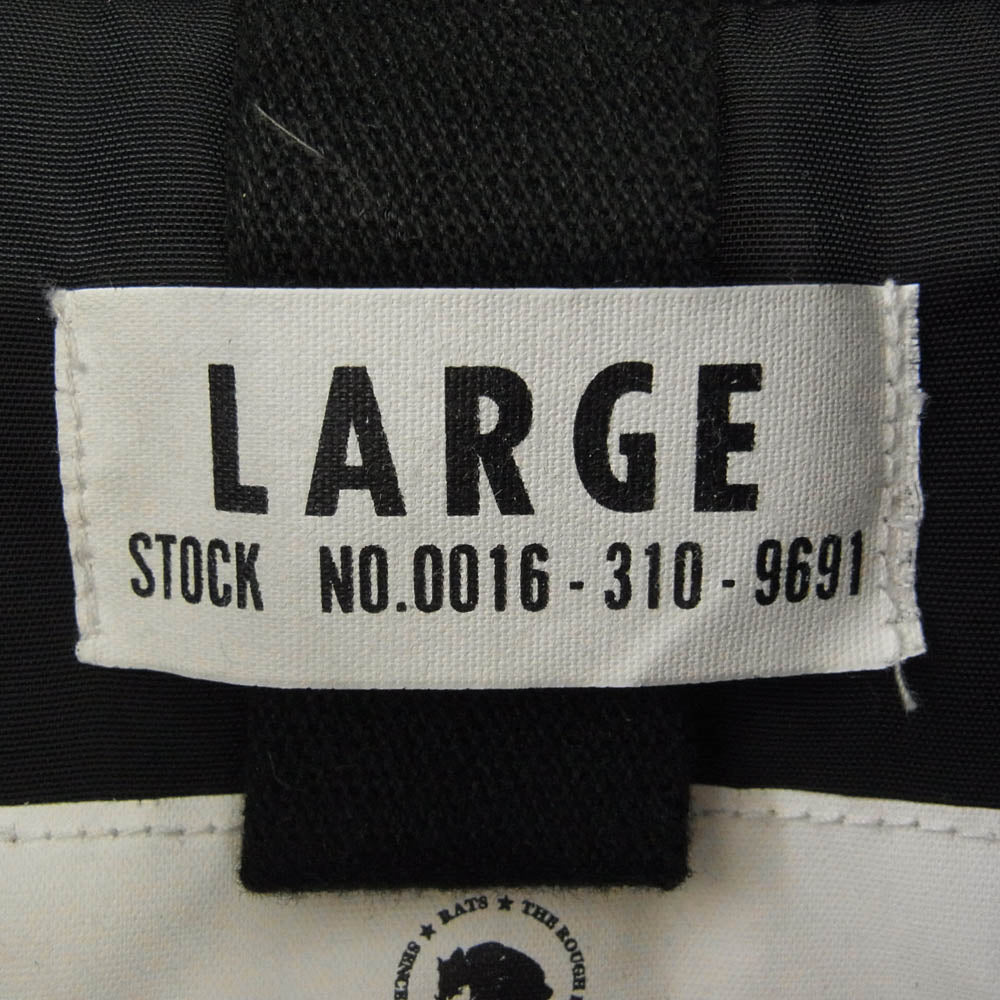 LARGE
STOCK NO.0016 - 310 - 9691
★ RATS ★ THE ROUGH